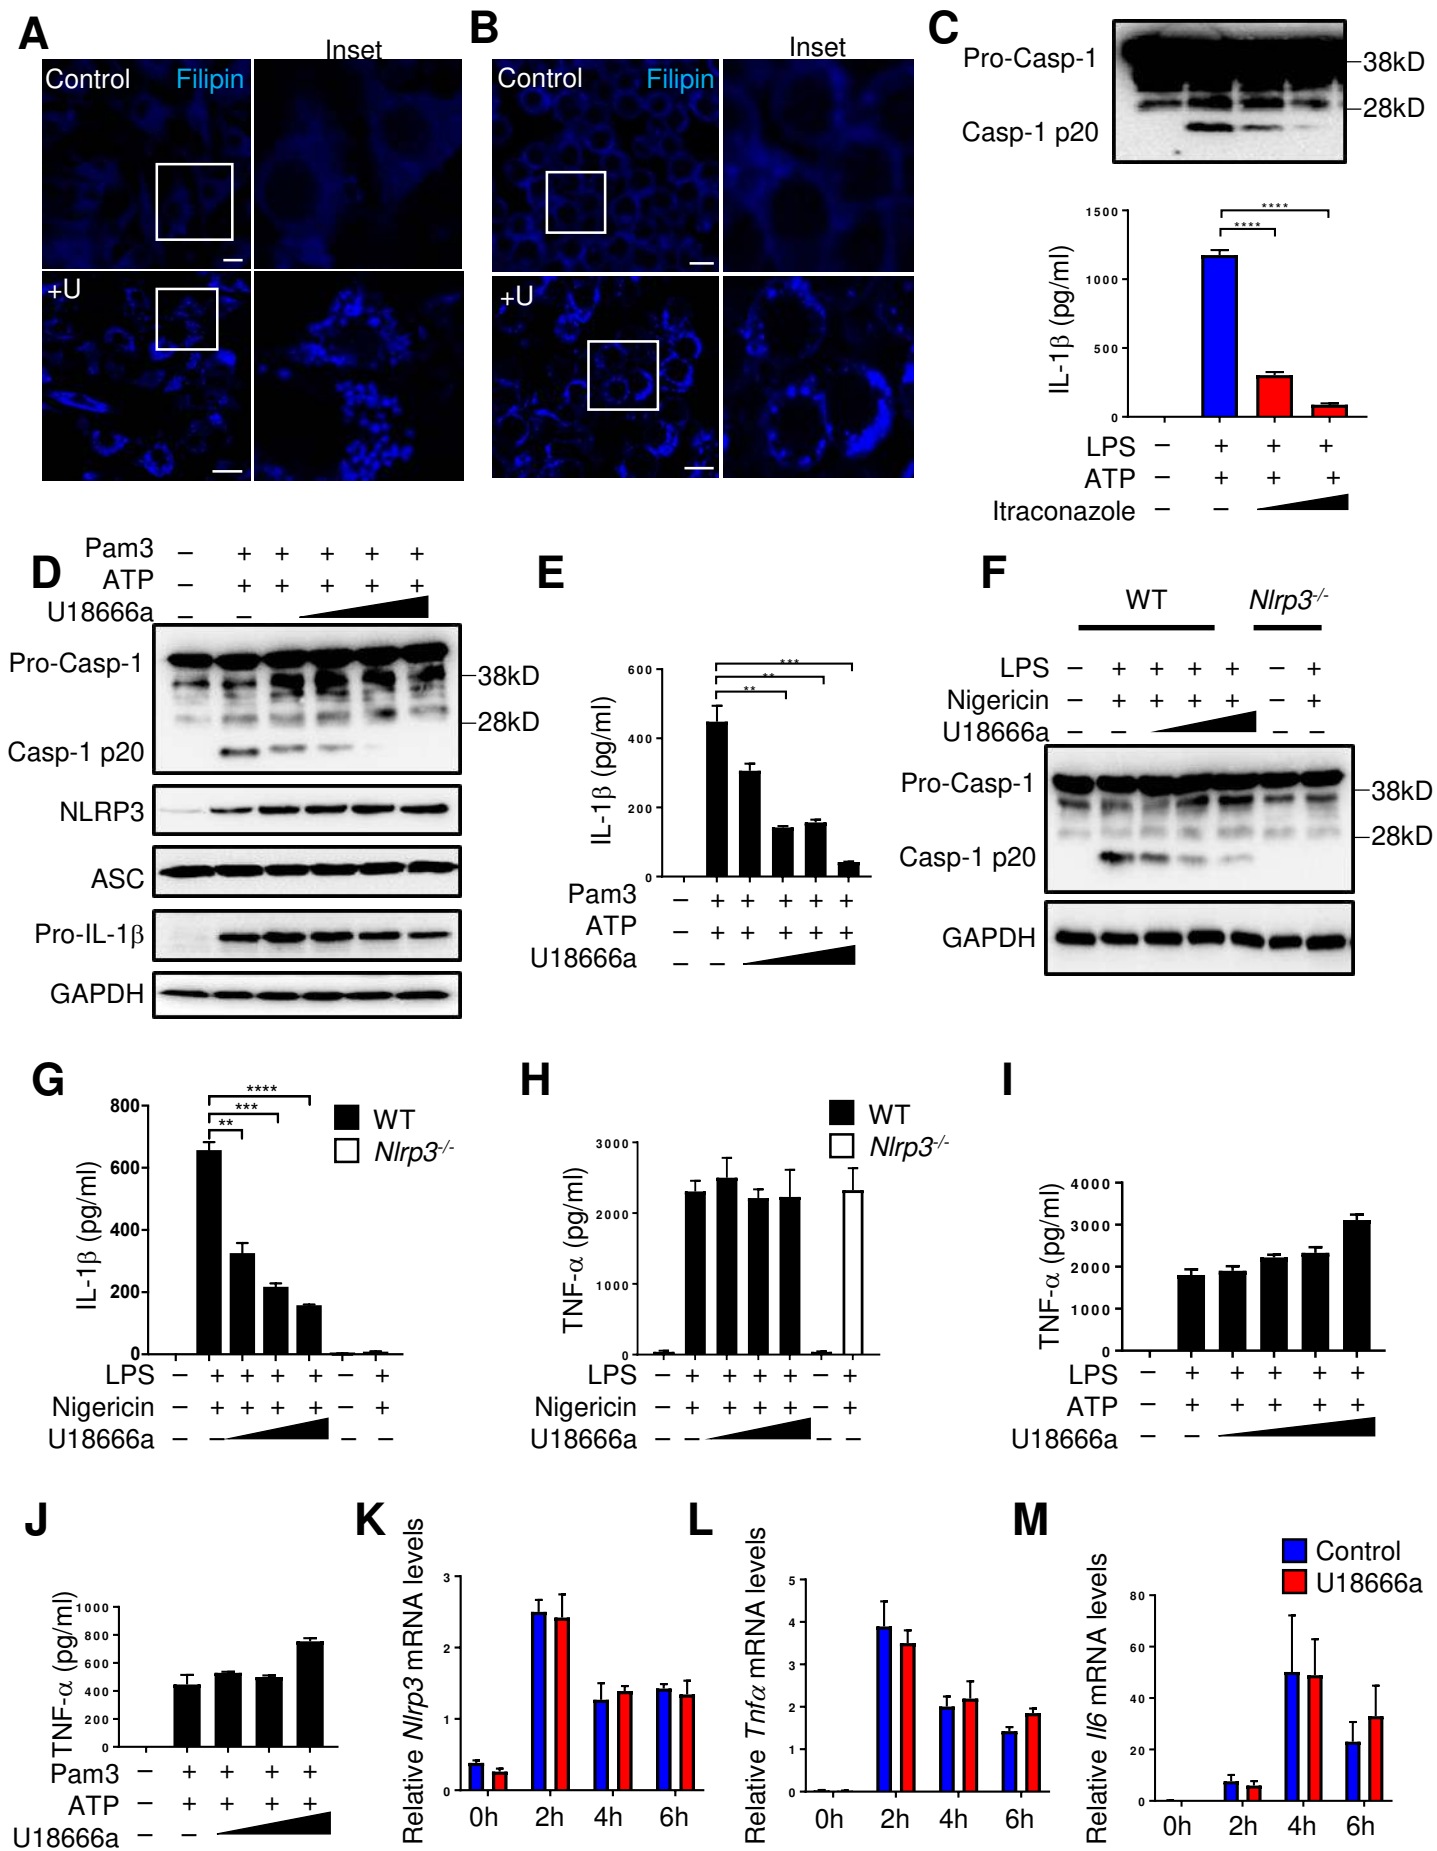 A
Inset
Control
Filipin
+U
B
Inset
Control
Filipin
+U
C
Pro-Casp-1
38kD
28kD
Casp-1 p20
****
****
1500
1000
500
0
IL-1β (pg/ml)
LPS − + + +
ATP − + + +
Itraconazole − −
D
Pam3 − + + + + +
ATP − + + + + +
U18666a − −
Pro-Casp-1
38kD
28kD
Casp-1 p20
NLRP3
ASC
Pro-IL-1β
GAPDH
E
***
**
**
600
400
200
0
IL-1β (pg/ml)
Pam3 − + + + + +
ATP − + + + + +
U18666a − −
F
WT
Nlrp3-/-
LPS − + + + + − +
Nigericin − + + + + − +
U18666a − − − −
Pro-Casp-1
38kD
28kD
Casp-1 p20
GAPDH
G
****
***
**
WT
Nlrp3-/-
800
600
400
200
0
IL-1β (pg/ml)
LPS − + + + + − +
Nigericin − + + + + − +
U18666a − − − −
H
WT
Nlrp3-/-
3000
2000
1000
0
TNF-α (pg/ml)
LPS − + + + + − +
Nigericin − + + + + − +
U18666a − − − −
I
4000
3000
2000
1000
0
TNF-α (pg/ml)
LPS − + + + + +
ATP − + + + + +
U18666a − −
J
1000
800
600
400
200
0
TNF-α (pg/ml)
Pam3 − + + + +
ATP − + + + +
U18666a − −
K
3
2
1
0
Relative Nlrp3 mRNA levels
0h 2h 4h 6h
L
5
4
3
2
1
0
Relative Tnfα mRNA levels
0h 2h 4h 6h
M
Control
U18666a
80
60
40
20
0
Relative Il6 mRNA levels
0h 2h 4h 6h